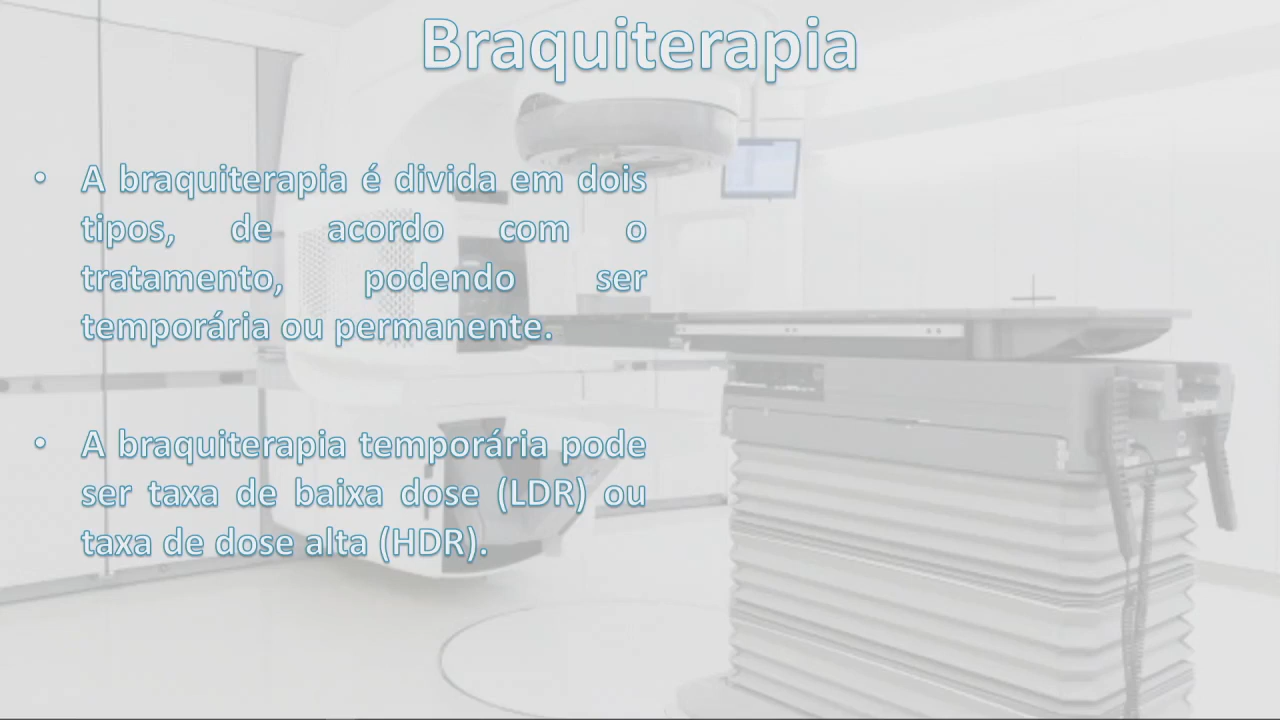 Braquiterapia
• A braquiterapia é divida em dois
tipos, de acordo com o
tratamento, podendo ser
temporária ou permanente.
• A braquiterapia temporária pode
ser taxa de baixa dose (LDR) ou
taxa de dose alta (HDR).